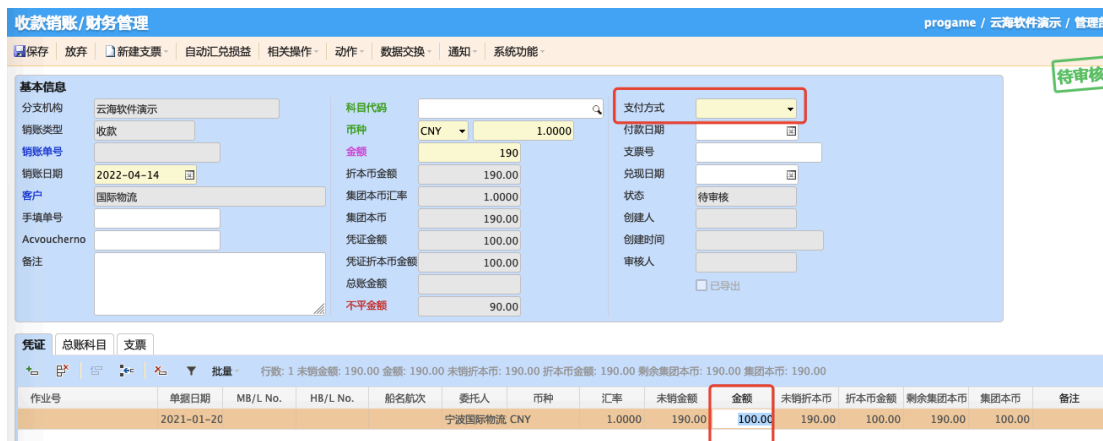 收款销账/财务管理
progame / 云海软件演示 / 管理部
保存 放弃 新建支票 自动汇兑损益 相关操作 动作 数据交换 通知 系统功能
待审核
基本信息
分支机构 云海软件演示 科目代码 支付方式
销账类型 收款 币种 CNY 1.0000 付款日期
销账单号 金额 190 支票号
销账日期 2022-04-14 折本币金额 190.00 兑现日期
客户 国际物流 集团本币汇率 1.0000 状态 待审核
手填单号 集团本币 190.00 创建人
Acvoucherno 凭证金额 100.00 创建时间
备注 凭证折本币金额 100.00 审核人
总账金额 已导出
不平金额 90.00
凭证 总账科目 支票
批量 行数: 1 未销金额: 190.00 金额: 190.00 未销折本币: 190.00 折本币金额: 190.00 剩余集团本币: 190.00 集团本币: 190.00
作业号 单据日期 MB/L No. HB/L No. 船名航次 委托人 币种 汇率 未销金额 金额 未销折本币 折本币金额 剩余集团本币 集团本币 备注
2021-01-20 宁波国际物流 CNY 1.0000 190.00 100.00 190.00 100.00 190.00 100.00